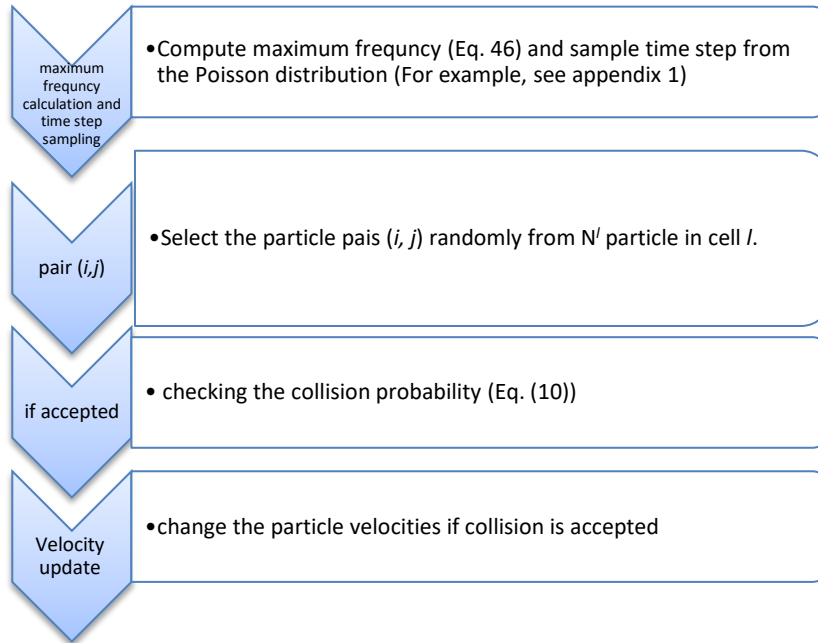 maximum
frequncy
calculation and
time step
sampling
•Compute maximum frequncy (Eq. 46) and sample time step from
the Poisson distribution (For example, see appendix 1)
pair (i,j)
•Select the particle pais (i, j) randomly from Nˡ particle in cell l.
if accepted
• checking the collision probability (Eq. (10))
Velocity
update
•change the particle velocities if collision is accepted